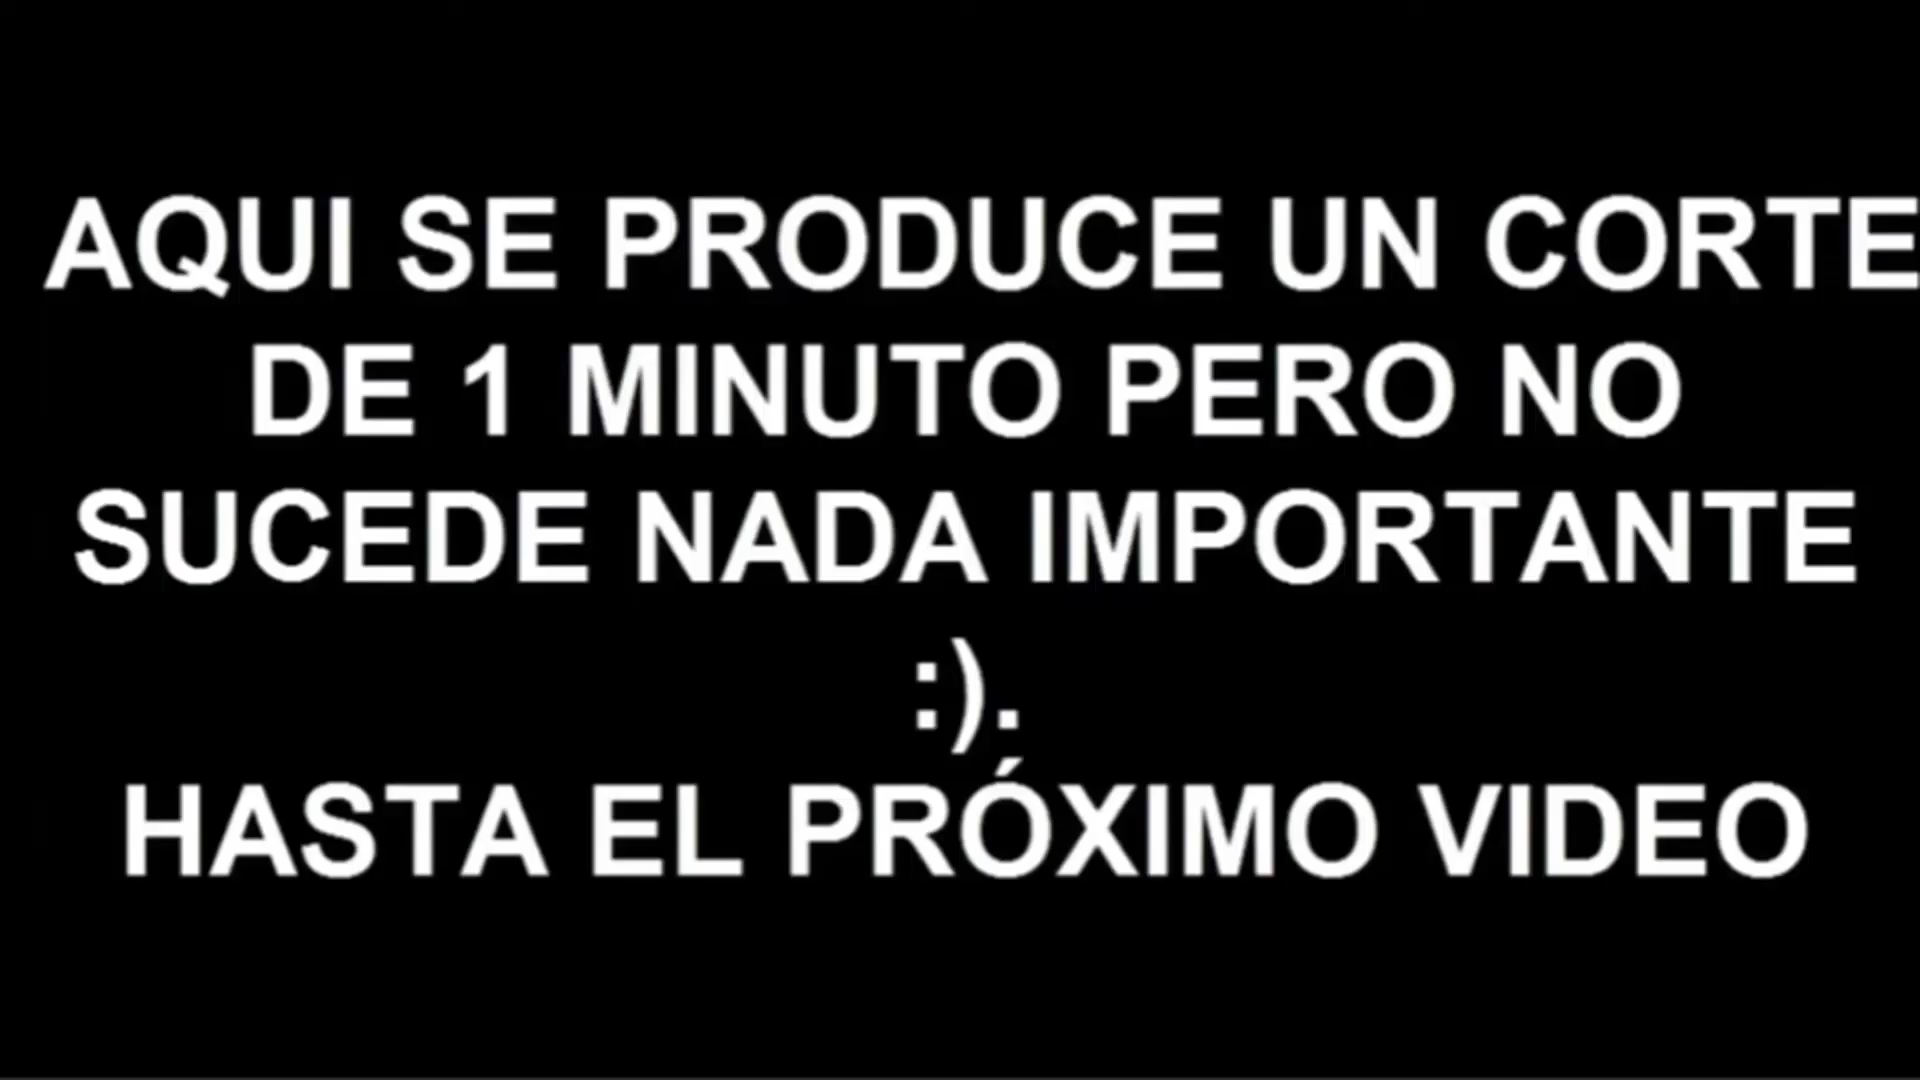 AQUI SE PRODUCE UN CORTE
DE 1 MINUTO PERO NO
SUCEDE NADA IMPORTANTE
:).
HASTA EL PRÓXIMO VIDEO